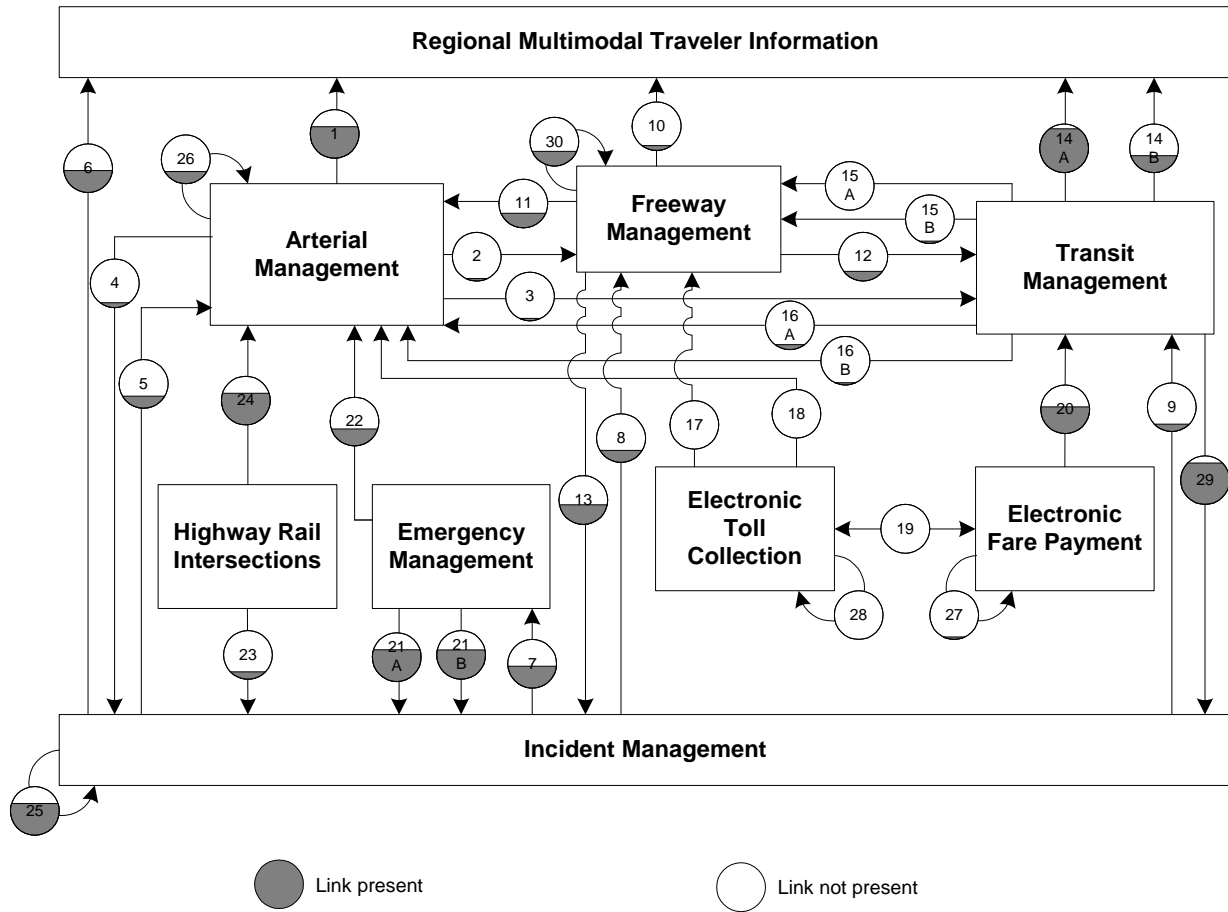 Regional Multimodal Traveler Information
1
10
14
A
14
B
6
26
30
15
A
11
Freeway
Management
15
B
Arterial
Management
2
12
Transit
Management
4
3
16
A
5
16
B
24
22
8
17
18
20
9
13
29
Highway Rail
Intersections
Emergency
Management
Electronic
Toll
Collection
19
Electronic
Fare Payment
28
27
23
21
A
21
B
7
Incident Management
25
Link present
Link not present